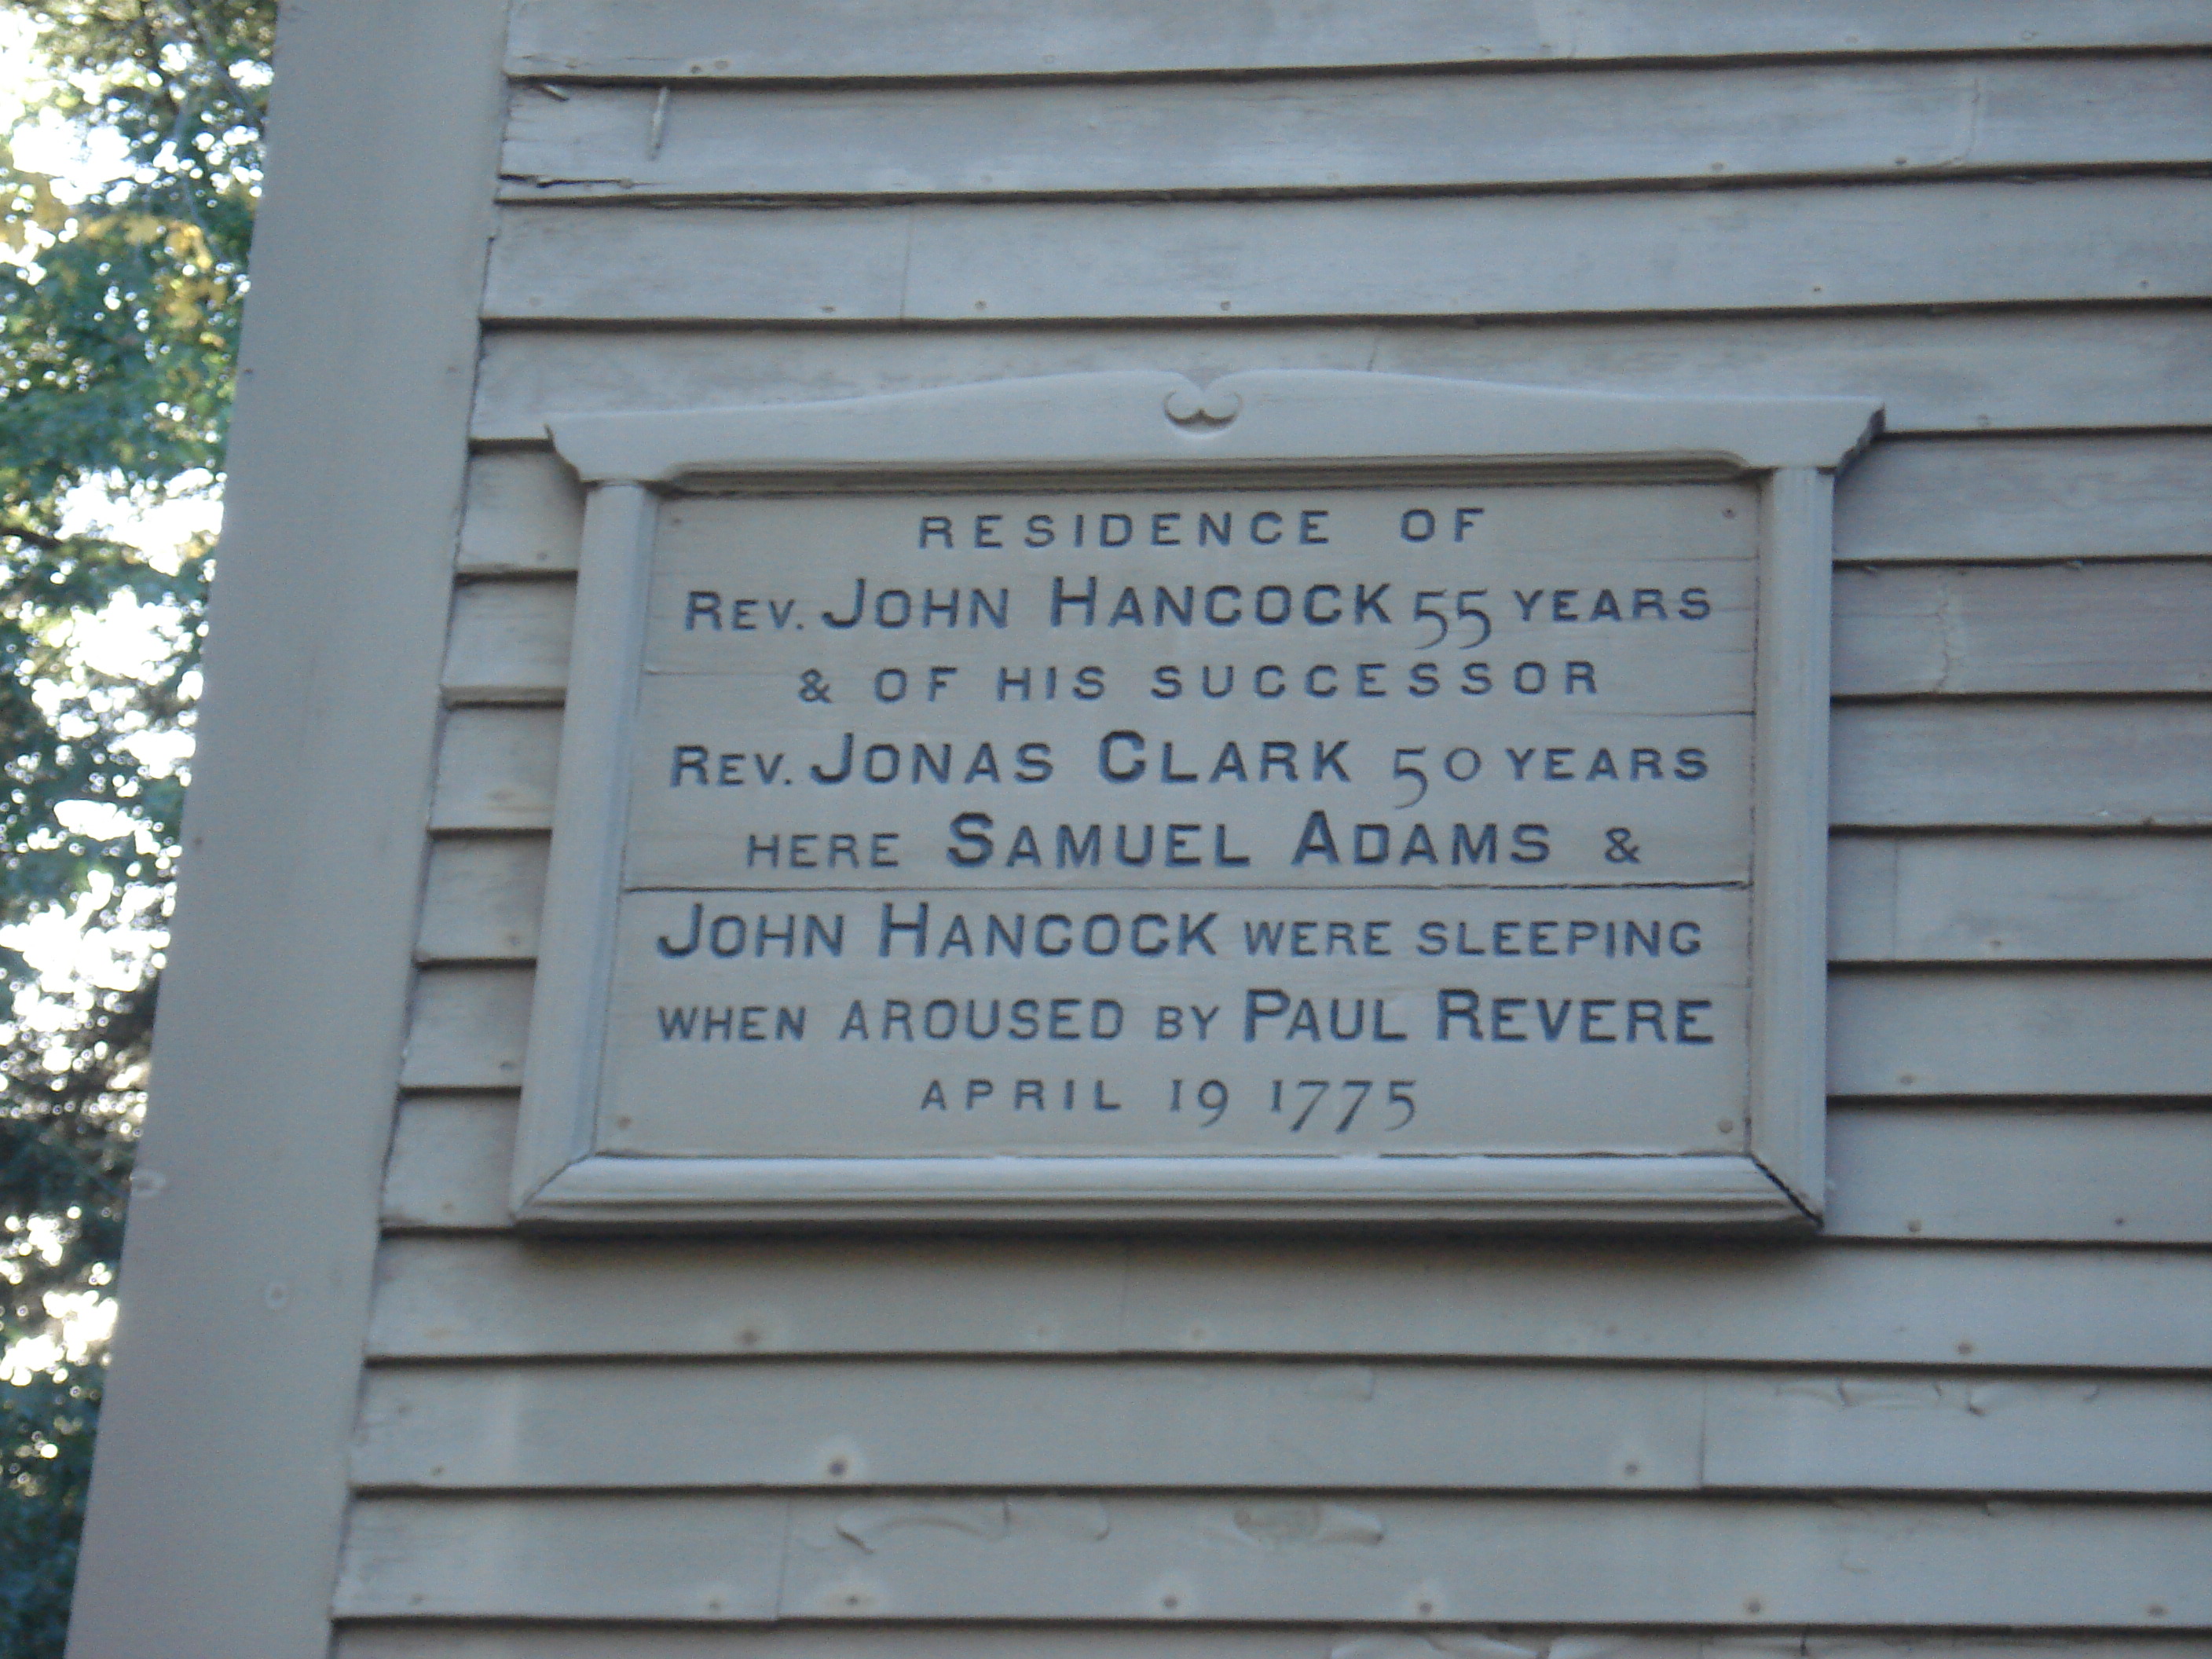 RESIDENCE OF
REV. JOHN HANCOCK 55 YEARS
& OF HIS SUCCESSOR
REV. JONAS CLARK 50 YEARS
HERE SAMUEL ADAMS &
JOHN HANCOCK WERE SLEEPING
WHEN AROUSED BY PAUL REVERE
APRIL 19 1775